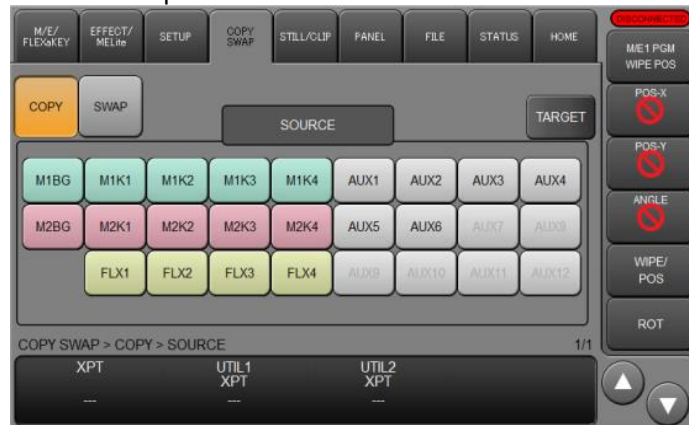 M/E/
FLEXaKEY
EFFECT/
MELite
SETUP
COPY
SWAP
STILL/CLIP
PANEL
FILE
STATUS
HOME
DISCONNECTED
M/E1 PGM
WIPE POS
COPY
SWAP
SOURCE
TARGET
POS-X
M1BG
M1K1
M1K2
M1K3
M1K4
AUX1
AUX2
AUX3
AUX4
POS-Y
M2BG
M2K1
M2K2
M2K3
M2K4
AUX5
AUX6
AUX7
AUX8
ANGLE
FLX1
FLX2
FLX3
FLX4
AUX9
AUX10
AUX11
AUX12
WIPE/
POS
ROT
COPY SWAP > COPY > SOURCE
1/1
XPT
---
UTIL1
XPT
---
UTIL2
XPT
---